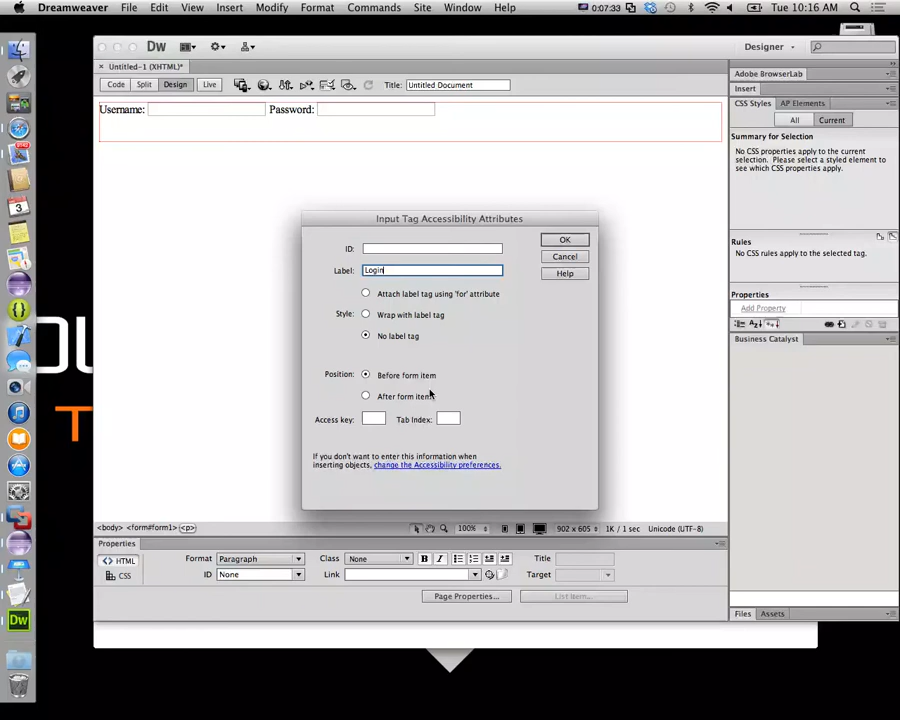 Dreamweaver File Edit View Insert Modify Format Commands Site Window Help 00:07:33 Tue 10:16 AM
Dw Designer
Untitled-1 (XHTML)*
Code Split Design Live Title: Untitled Document
Username: Password:
Adobe BrowserLab
Insert
CSS Styles AP Elements
All Current
Summary for Selection
No CSS properties apply to the current
selection. Please select a styled element
to see which CSS properties apply.
Rules
No CSS rules apply to the selected tag.
Properties
Add Property
Business Catalyst
Input Tag Accessibility Attributes
ID: OK
Cancel
Label: Login Help
Attach label tag using 'for' attribute
Style: Wrap with label tag
No label tag
Position: Before form item
After form item
Access key: Tab Index:
If you don't want to enter this information when
inserting objects, change the Accessibility preferences.
<body> <form#form1> <p> 100% 902 x 605 1K / 1 sec Unicode (UTF-8)
Properties
<> HTML Format Paragraph Class None B I Title
CSS ID None Link Target
Page Properties... List Item...
Files Assets
Dw
3
OU
T